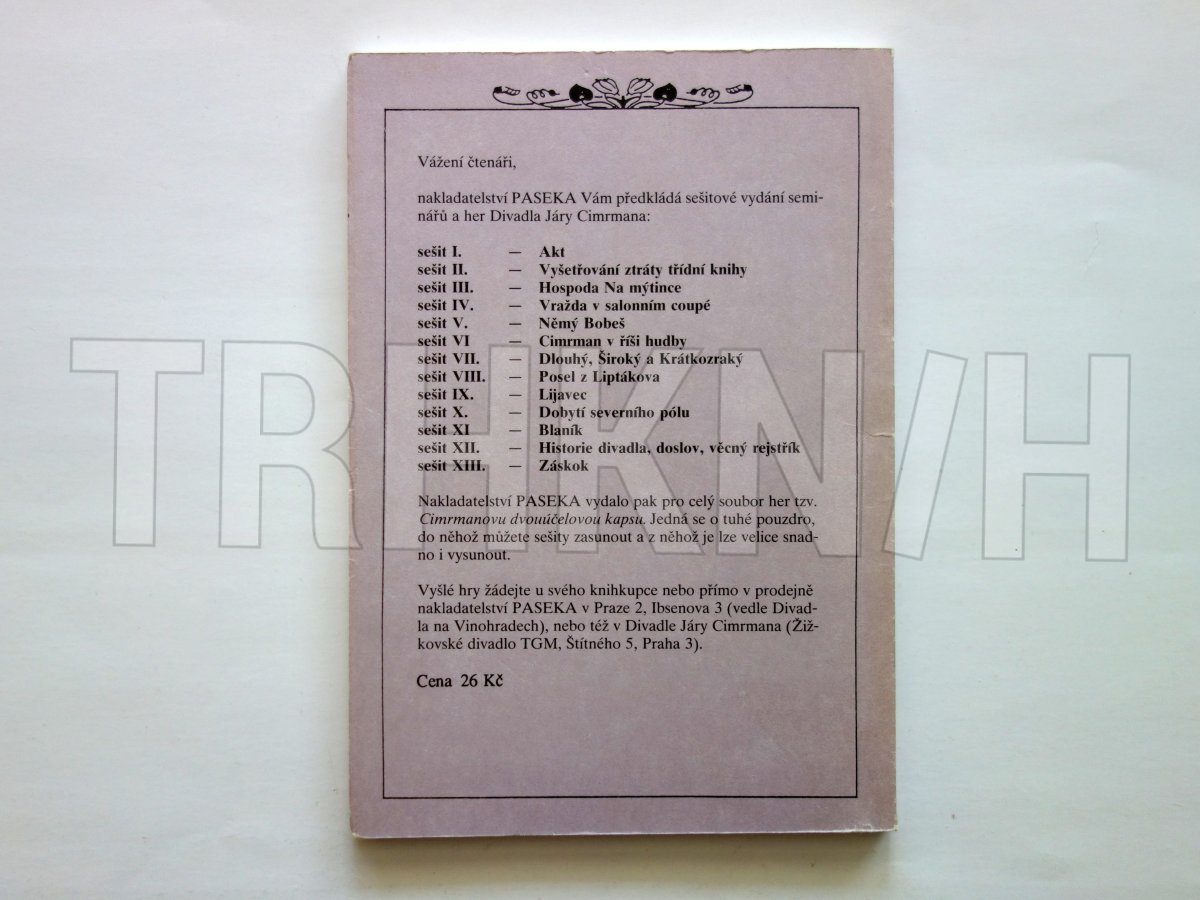 Vážení čtenáři,
nakladatelství PASEKA Vám předkládá sešitové vydání semi-
nářů a her Divadla Járy Cimrmana:
sešit I. — Akt
sešit II. — Vyšetřování ztráty třídní knihy
sešit III. — Hospoda Na mýtince
sešit IV. — Vražda v salonním coupé
sešit V. — Němý Bobeš
sešit VI — Cimrman v říši hudby
sešit VII. — Dlouhý, Široký a Krátkozraký
sešit VIII. — Posel z Liptákova
sešit IX. — Lijavec
sešit X. — Dobytí severního pólu
sešit XI — Blaník
sešit XII. — Historie divadla, doslov, věcný rejstřík
sešit XIII. — Záskok
Nakladatelství PASEKA vydalo pak pro celý soubor her tzv.
Cimrmanovu dvouúčelovou kapsu. Jedná se o tuhé pouzdro,
do něhož můžete sešity zasunout a z něhož je lze velice snad-
no i vysunout.
Vyšlé hry žádejte u svého knihkupce nebo přímo v prodejně
nakladatelství PASEKA v Praze 2, Ibsenova 3 (vedle Divad-
la na Vinohradech), nebo též v Divadle Járy Cimrmana (Žiž-
kovské divadlo TGM, Štítného 5, Praha 3).
Cena 26 Kč
TRHKNIH